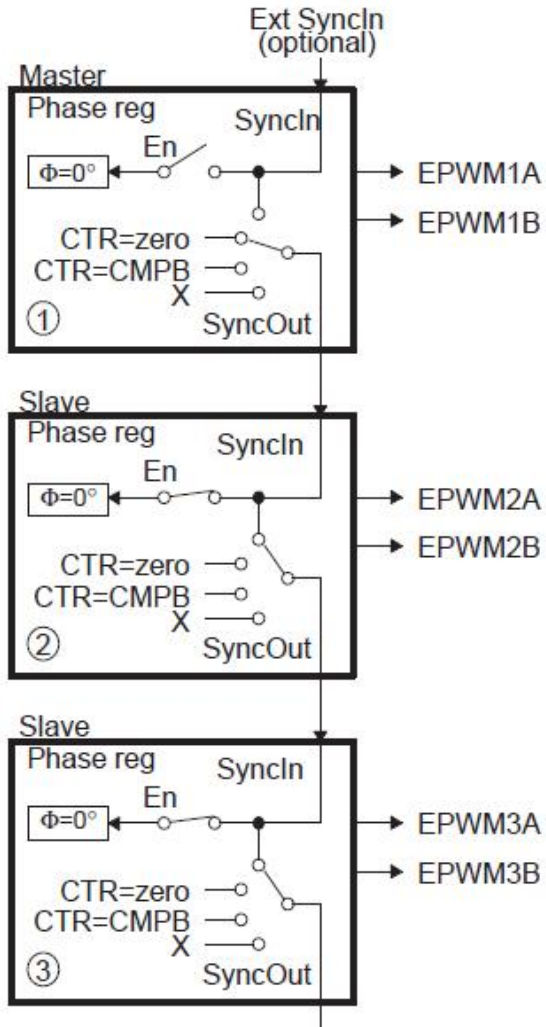 Ext SyncIn
(optional)
Master
Phase reg
SyncIn
En
Φ=0°
EPWM1A
EPWM1B
CTR=zero
CTR=CMPB
X
1
SyncOut
Slave
Phase reg
SyncIn
En
Φ=0°
EPWM2A
EPWM2B
CTR=zero
CTR=CMPB
X
2
SyncOut
Slave
Phase reg
SyncIn
En
Φ=0°
EPWM3A
EPWM3B
CTR=zero
CTR=CMPB
X
3
SyncOut